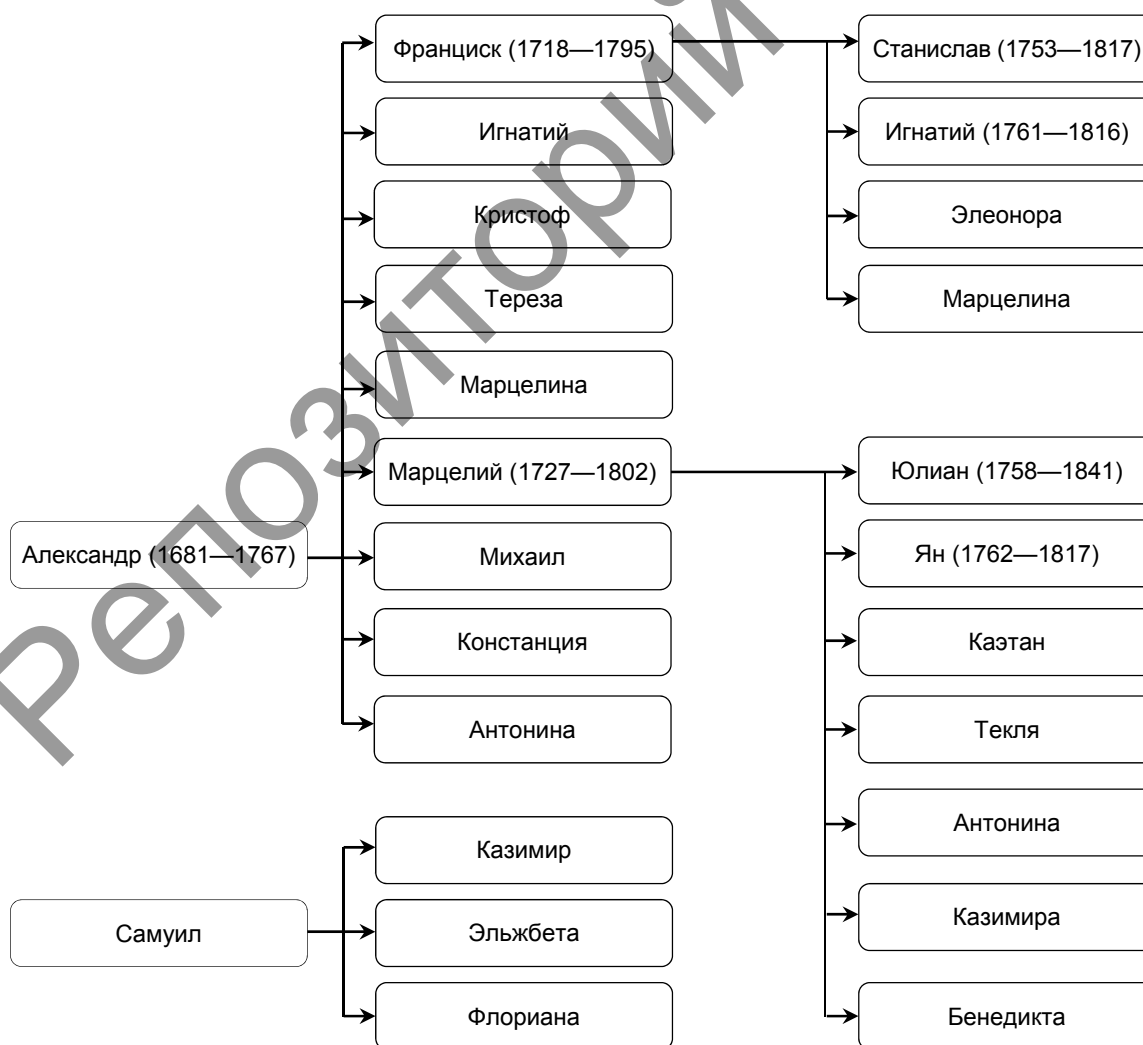 Франциск (1718—1795)
Станислав (1753—1817)
Игнатий
Игнатий (1761—1816)
Кристоф
Элеонора
Тереза
Марцелина
Марцелина
Марцелий (1727—1802)
Юлиан (1758—1841)
Александр (1681—1767)
Михаил
Ян (1762—1817)
Констанция
Каэтан
Антонина
Текля
Казимир
Антонина
Самуил
Эльжбета
Казимира
Флориана
Бенедикта
Репозиторий